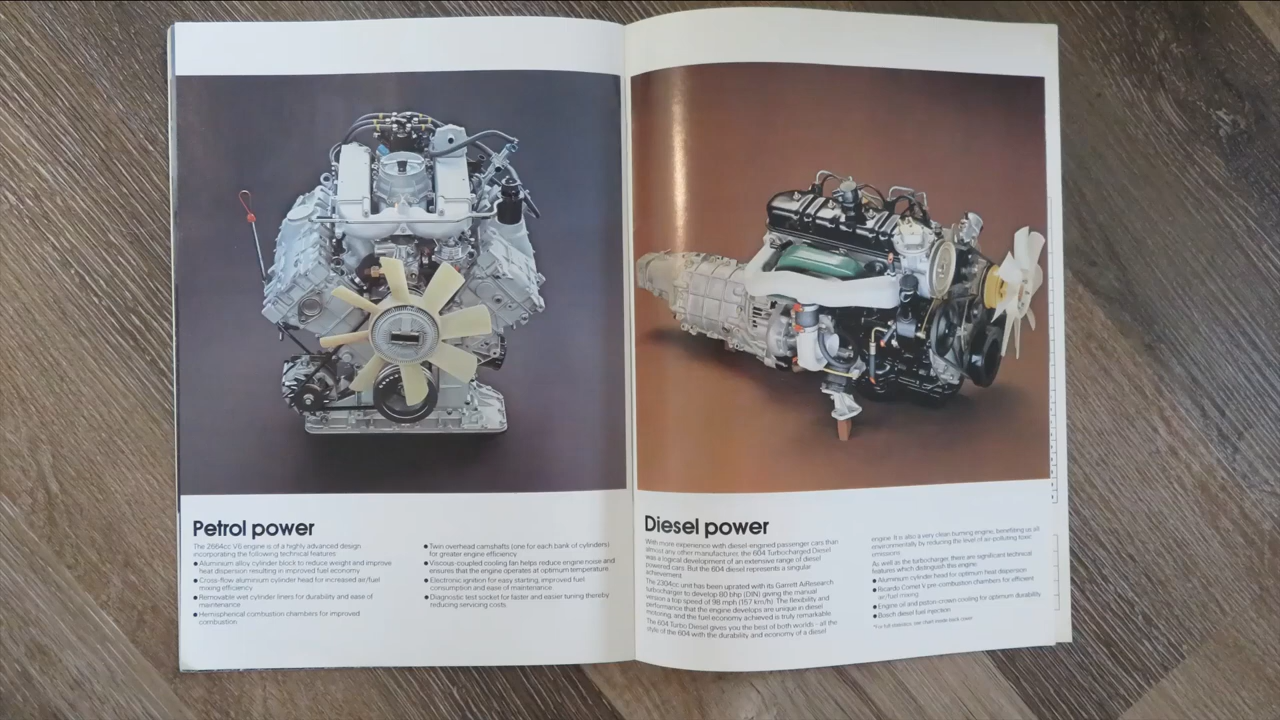 Petrol power
The 2664cc V6 engine is of a highly advanced design
incorporating the following technical features:
● Aluminium alloy cylinder block to reduce weight and improve
heat dispersion resulting in improved fuel economy
● Cross-flow aluminium cylinder head for increased air/fuel
mixing efficiency
● Removable wet cylinder liners for durability and ease of
maintenance
● Hemispherical combustion chambers for improved
combustion.
● Twin overhead camshafts (one for each bank of cylinders)
for greater engine efficiency
● Viscous-coupled cooling fan helps reduce engine noise and
ensures that the engine operates at optimum temperature.
● Electronic ignition for easy starting, improved fuel
consumption and ease of maintenance
● Diagnostic test socket for faster and easier tuning thereby
reducing servicing costs.
Diesel power
With more experience with diesel-engined passenger cars than
almost any other manufacturer, the 604 Turbocharged Diesel
was a logical development of an extensive range of diesel
powered cars. But the 604 diesel represents a singular
achievement.
The 2304cc unit has been uprated with its Garrett AiResearch
turbocharger to develop 80 bhp (DIN) giving the manual
version a top speed of 98 mph (157 km/h). The flexibility and
performance that the engine develops are unique in diesel
motoring, and the fuel economy achieved is truly remarkable.
The 604 Turbo Diesel gives you the best of both worlds - all the
style of the 604 with the durability and economy of a diesel
engine. It is also a very clean burning engine, benefiting us all
environmentally by reducing the level of air-polluting toxic
emissions.
As well as the turbocharger, there are significant technical
features which distinguish this engine.
● Aluminium cylinder head for optimum heat dispersion
● Ricardo Comet V pre-combustion chambers for efficient
air/fuel mixing
● Engine oil and piston crown cooling for optimum durability
● Bosch diesel fuel injection
*For full statistics, see chart inside back cover.